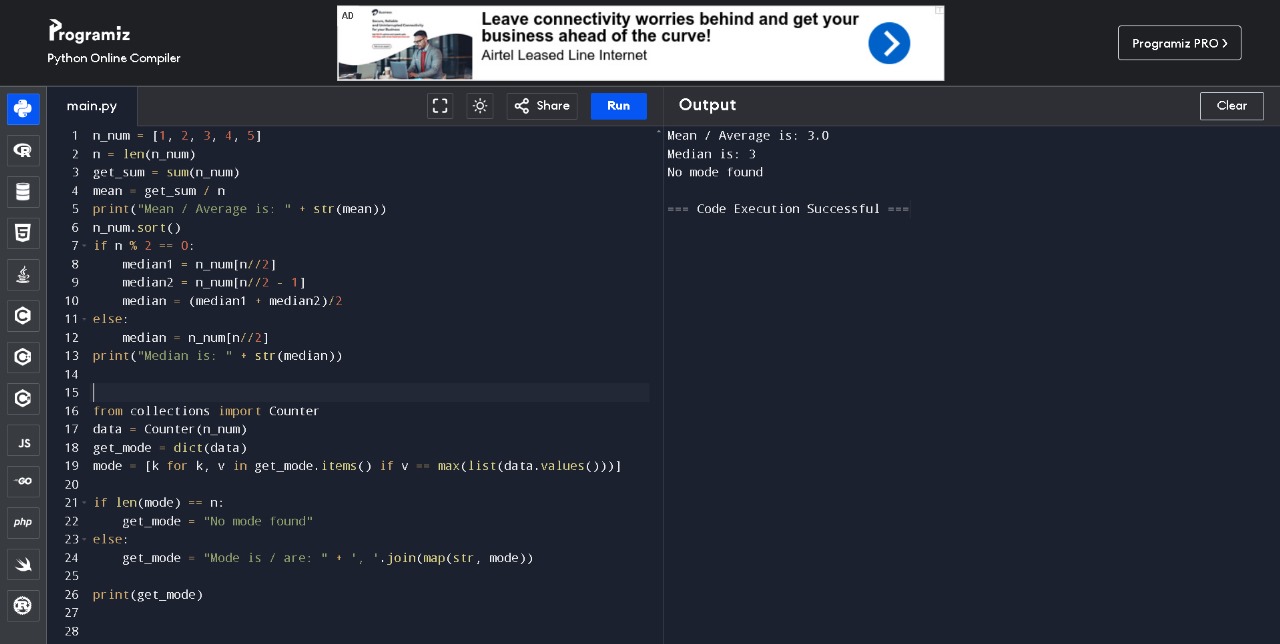 Programiz
Python Online Compiler
AD
Leave connectivity worries behind and get your
business ahead of the curve!
Airtel Leased Line Internet
Programiz PRO
main.py
Share
Run
Output
Clear
1 n_num = [1, 2, 3, 4, 5]
2 n = len(n_num)
3 get_sum = sum(n_num)
4 mean = get_sum / n
5 print("Mean / Average is: " + str(mean))
6 n_num.sort()
7 if n % 2 == 0:
8     median1 = n_num[n//2]
9     median2 = n_num[n//2 - 1]
10     median = (median1 + median2)/2
11 else:
12     median = n_num[n//2]
13 print("Median is: " + str(median))
14
15
16 from collections import Counter
17 data = Counter(n_num)
18 get_mode = dict(data)
19 mode = [k for k, v in get_mode.items() if v == max(list(data.values()))]
20
21 if len(mode) == n:
22     get_mode = "No mode found"
23 else:
24     get_mode = "Mode is / are: " + ', '.join(map(str, mode))
25
26 print(get_mode)
27
28
Mean / Average is: 3.0
Median is: 3
No mode found
=== Code Execution Successful ===
R
5
C
C
C
JS
GO
php